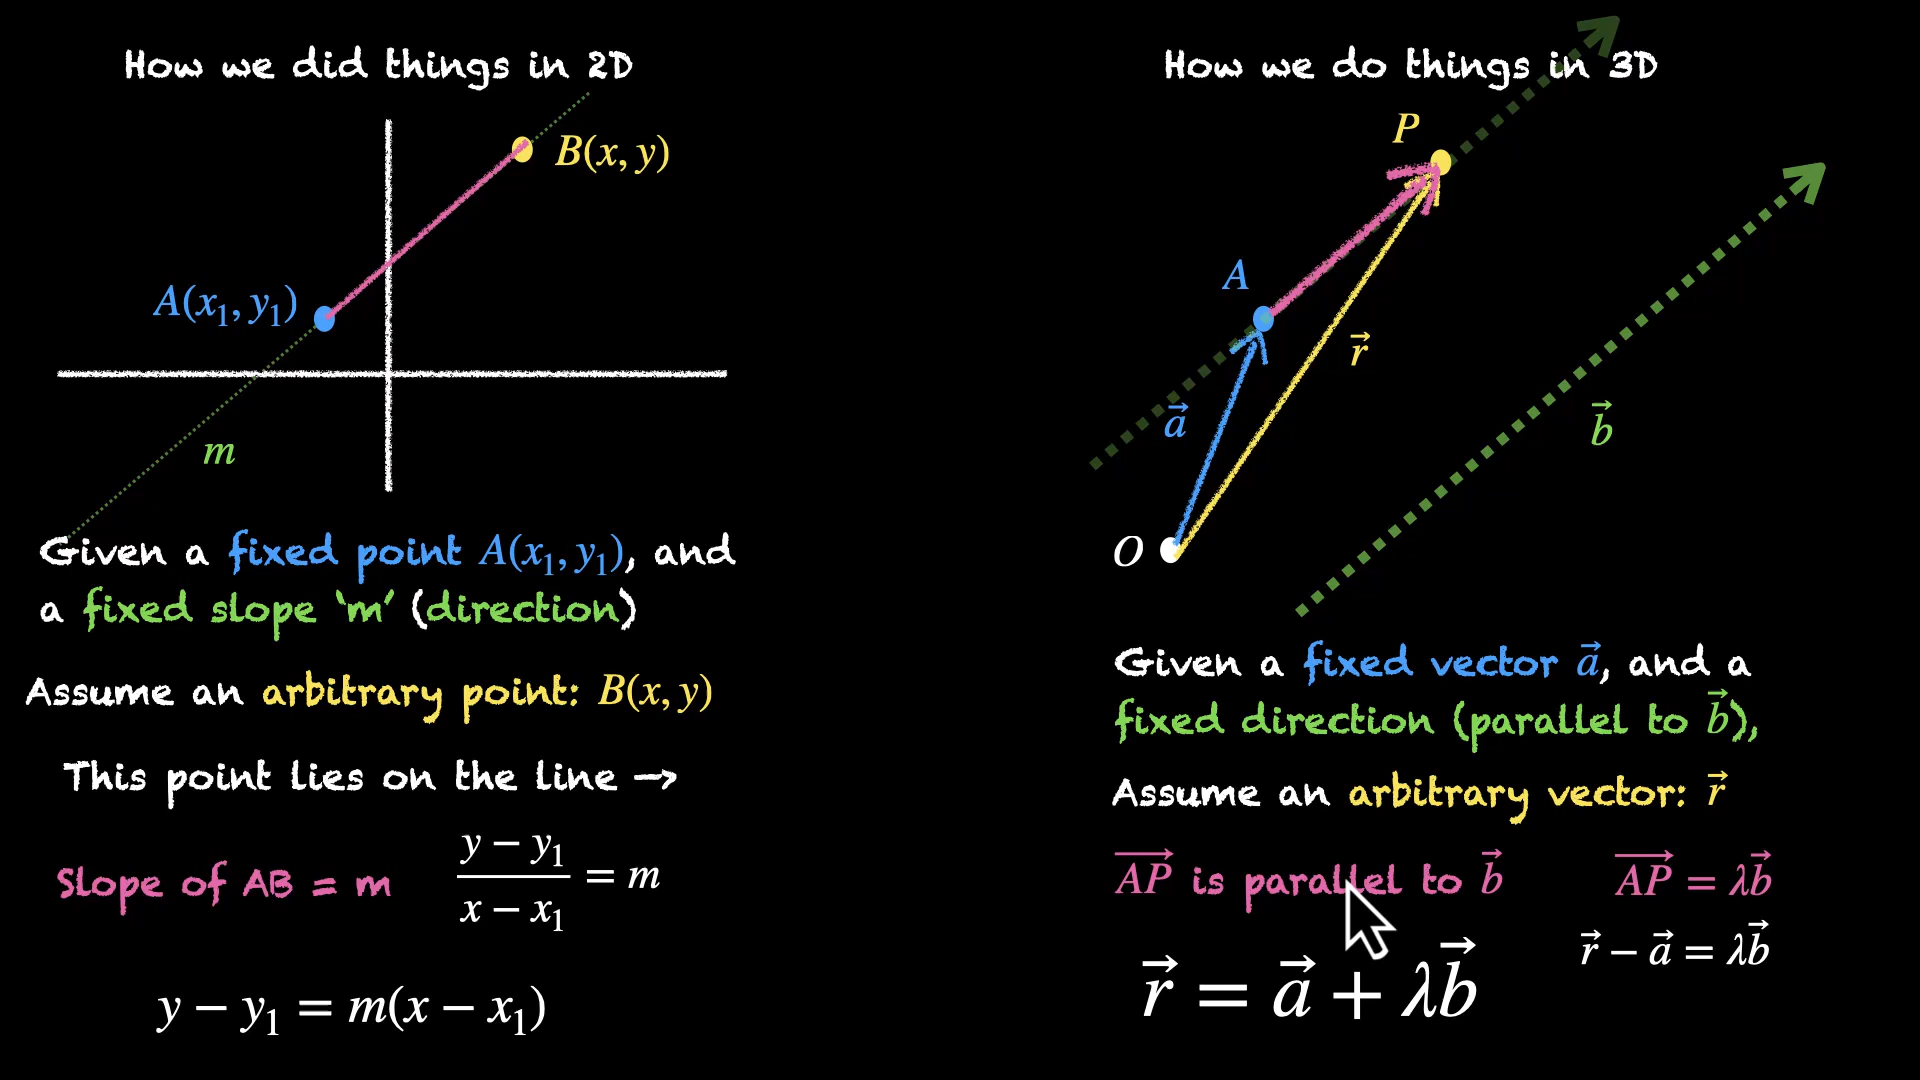 How we did things in 2D
B(x, y)
A(x₁, y₁)
m
Given a fixed point A(x₁, y₁), and
a fixed slope ‘m’ (direction)
Assume an arbitrary point: B(x, y)
This point lies on the line →
Slope of AB = m
(y − y₁)/(x − x₁) = m
y − y₁ = m(x − x₁)
How we do things in 3D
P
A
r⃗
a⃗
b⃗
O
Given a fixed vector a⃗, and a
fixed direction (parallel to b⃗),
Assume an arbitrary vector: r⃗
A⃗P⃗ is parallel to b⃗
A⃗P⃗ = λb⃗
r⃗ − a⃗ = λb⃗
r⃗ = a⃗ + λb⃗